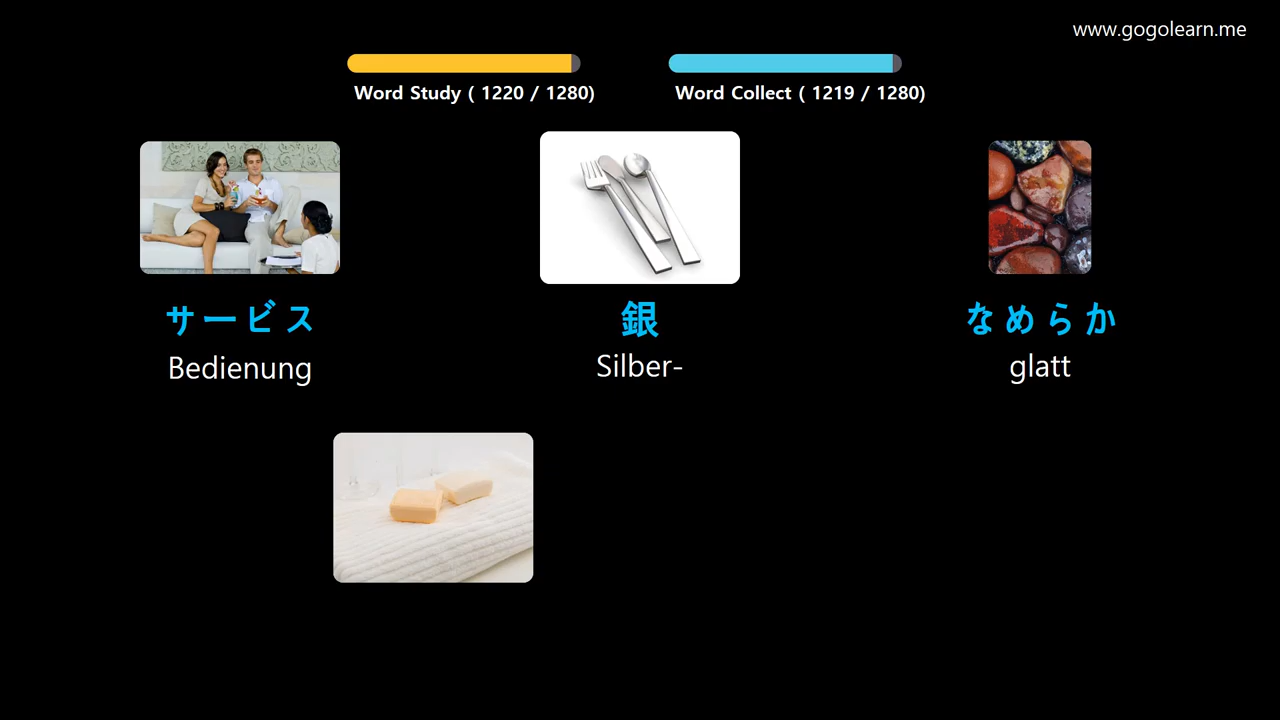 www.gogolearn.me
Word Study ( 1220 / 1280)
Word Collect ( 1219 / 1280)
サービス
Bedienung
銀
Silber-
なめらか
glatt